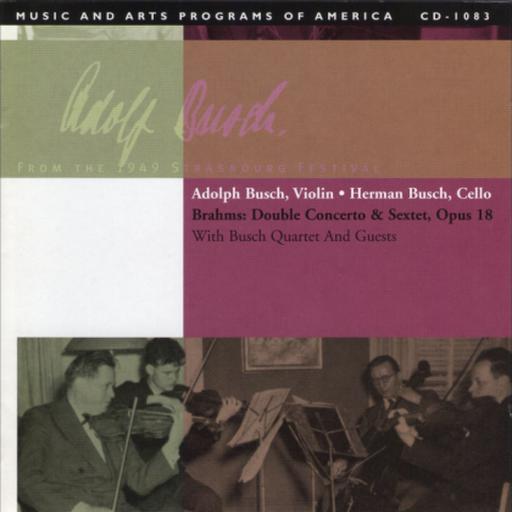 MUSIC AND ARTS PROGRAMS OF AMERICA CD-1083
Adolf Busch.
FROM THE 1949 STRASBOURG FESTIVAL
Adolph Busch, Violin • Herman Busch, Cello
Brahms: Double Concerto & Sextet, Opus 18
With Busch Quartet And Guests